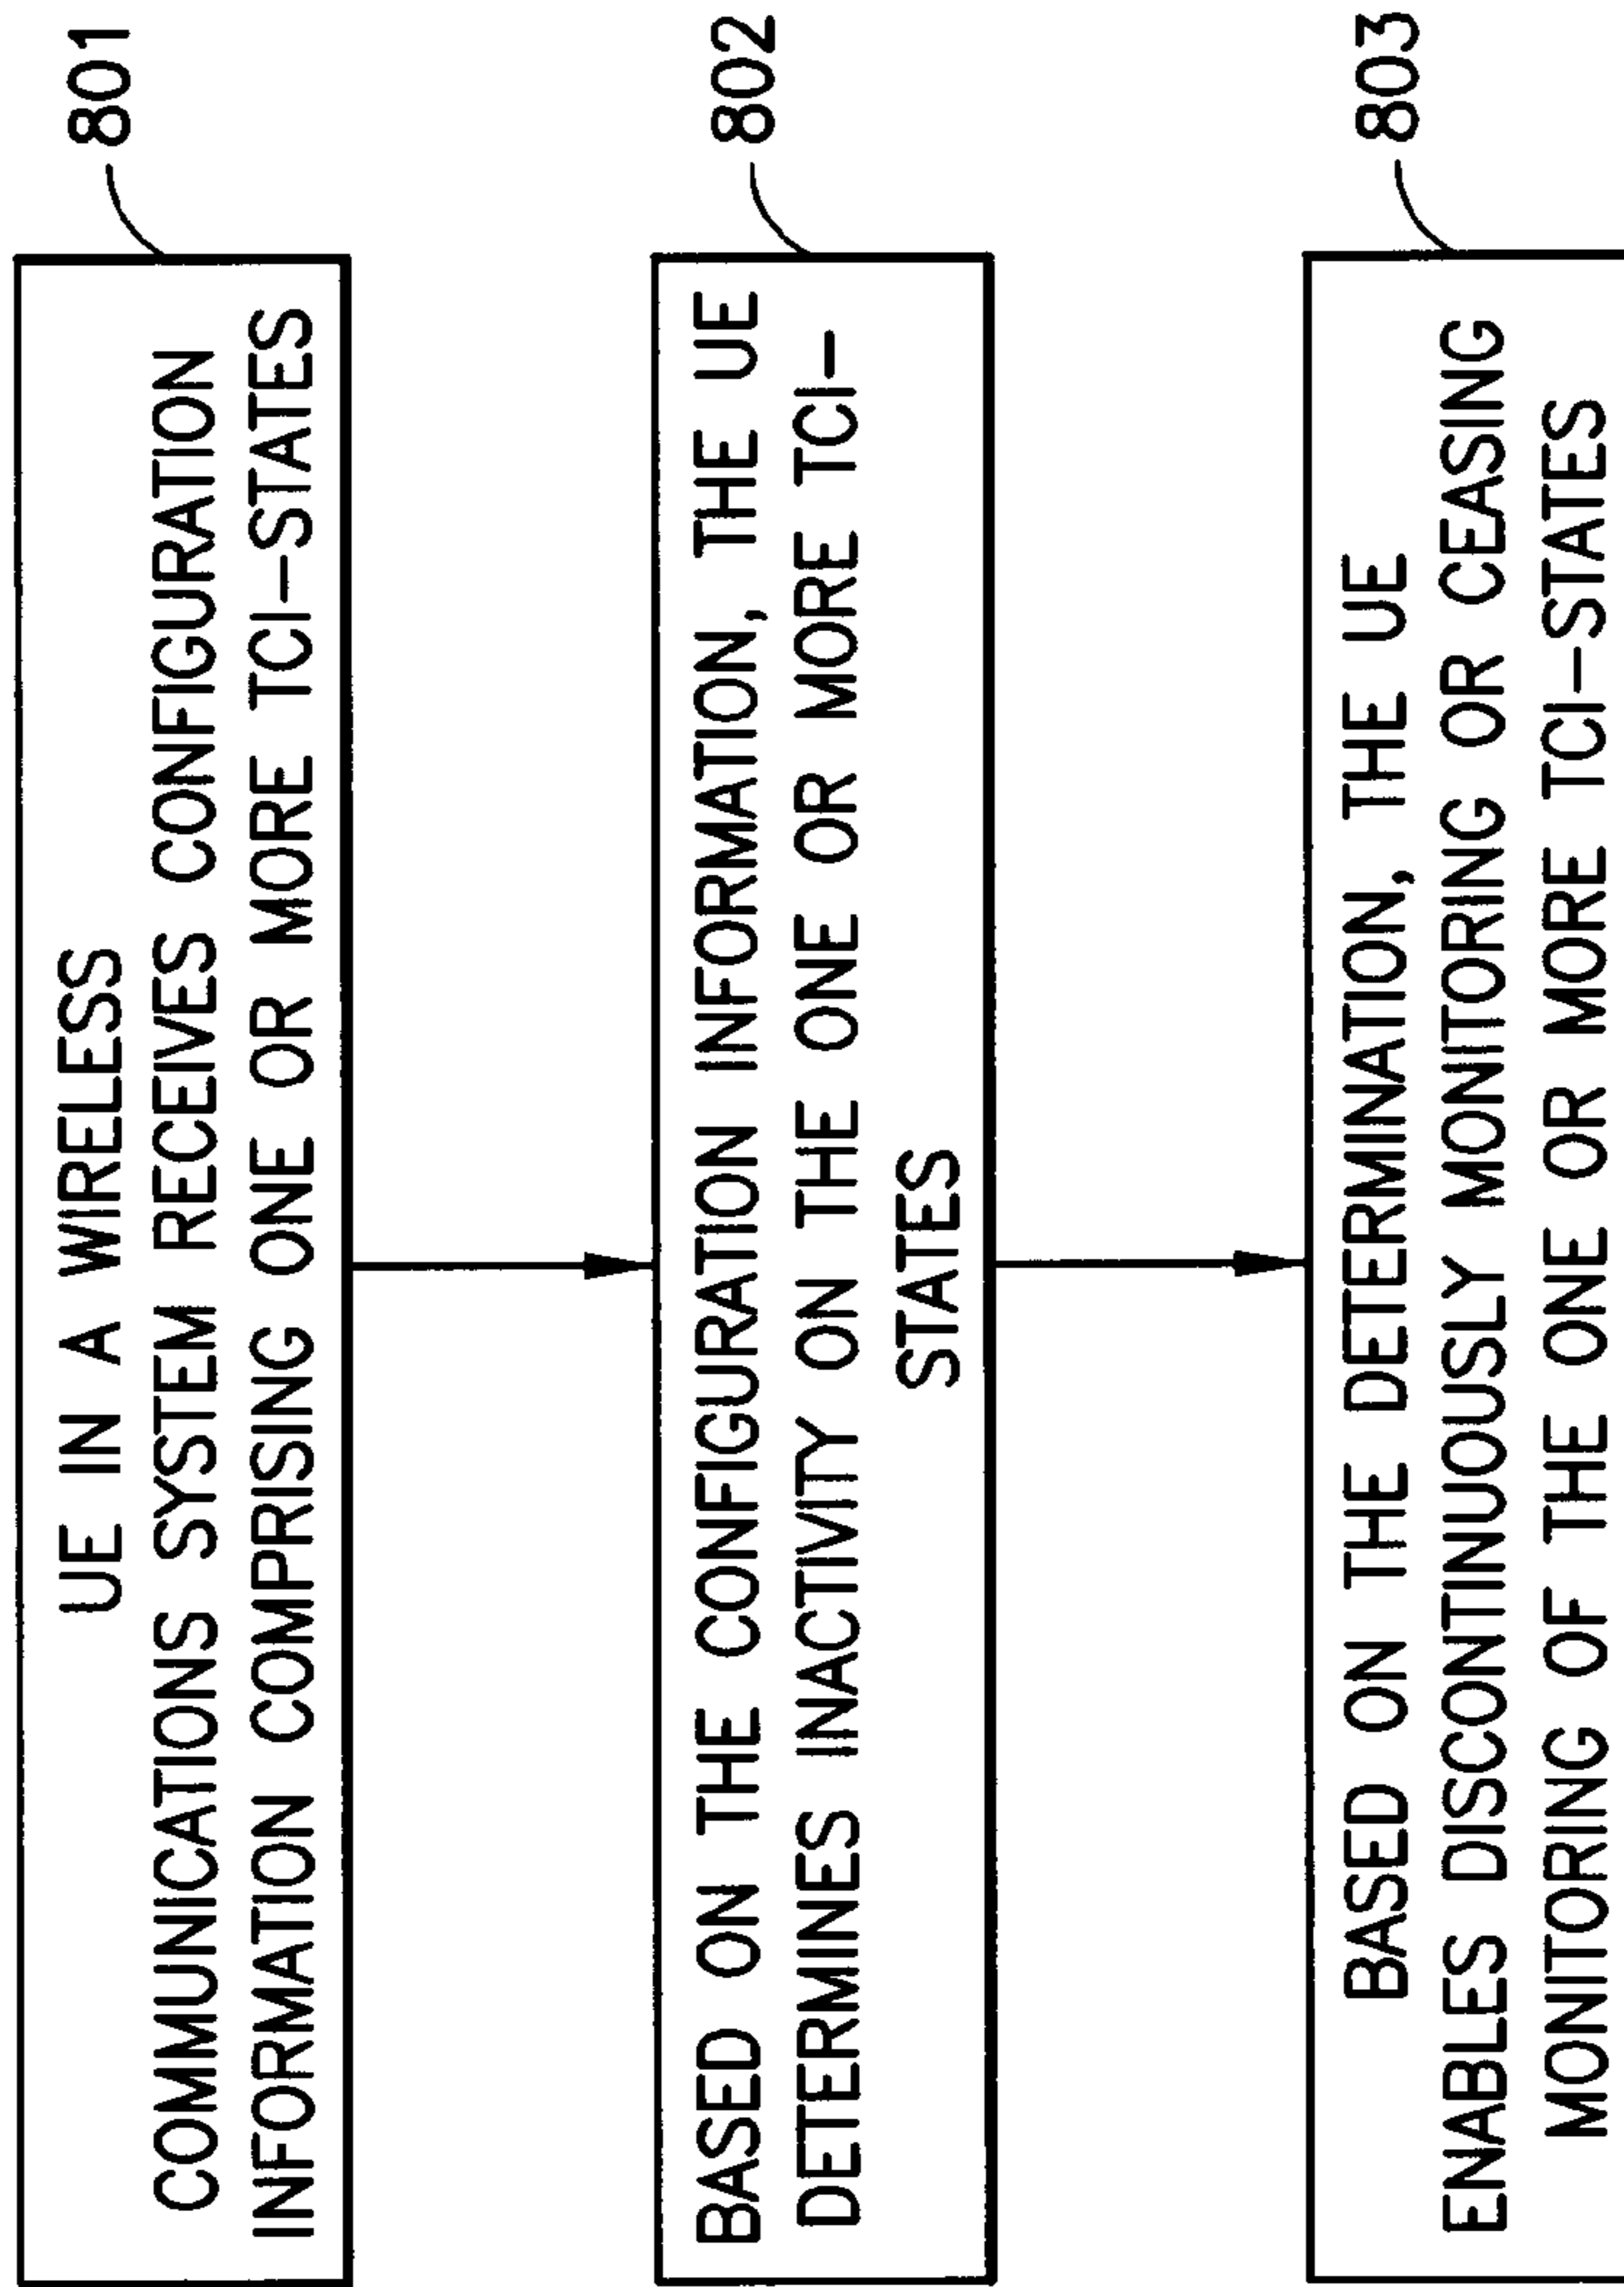 UE IN A WIRELESS
COMMUNICATIONS SYSTEM RECEIVES CONFIGURATION
INFORMATION COMPRISING ONE OR MORE TCI-STATES
801
BASED ON THE CONFIGURATION INFORMATION, THE UE
DETERMINES INACTIVITY ON THE ONE OR MORE TCI-
STATES
802
BASED ON THE DETERMINATION, THE UE
ENABLES DISCONTINUOUSLY MONITORING OR CEASING
MONITORING OF THE ONE OR MORE TCI-STATES
803